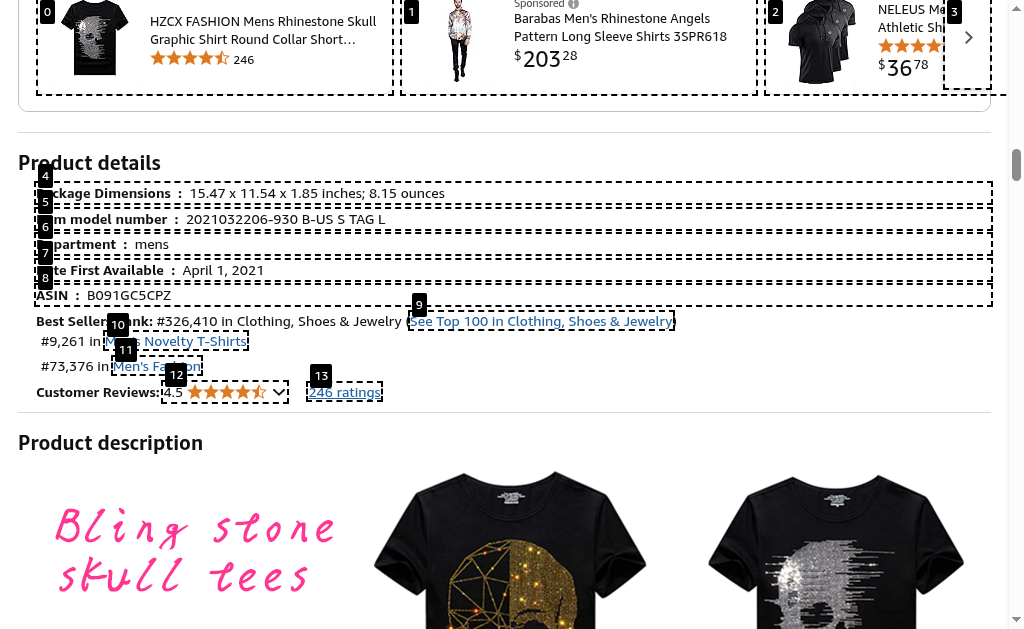 HZCX FASHION Mens Rhinestone Skull
Graphic Shirt Round Collar Short…
246
Sponsored
Barabas Men's Rhinestone Angels
Pattern Long Sleeve Shirts 3SPR618
$203 28
NELEUS
Athletic
$36 78
0
1
2
3
Product details
4
Package Dimensions : 15.47 x 11.54 x 1.85 inches; 8.15 ounces
5
Item model number : 2021032206-930 B-US S TAG L
6
Department : mens
7
Date First Available : April 1, 2021
8
ASIN : B091GC5CPZ
9
Best Sellers Rank: #326,410 in Clothing, Shoes & Jewelry (See Top 100 in Clothing, Shoes & Jewelry)
10
#9,261 in Men's Novelty T-Shirts
11
#73,376 in Men's Fashion
12
13
Customer Reviews: 4.5 246 ratings
Product description
Bling stone
skull tees